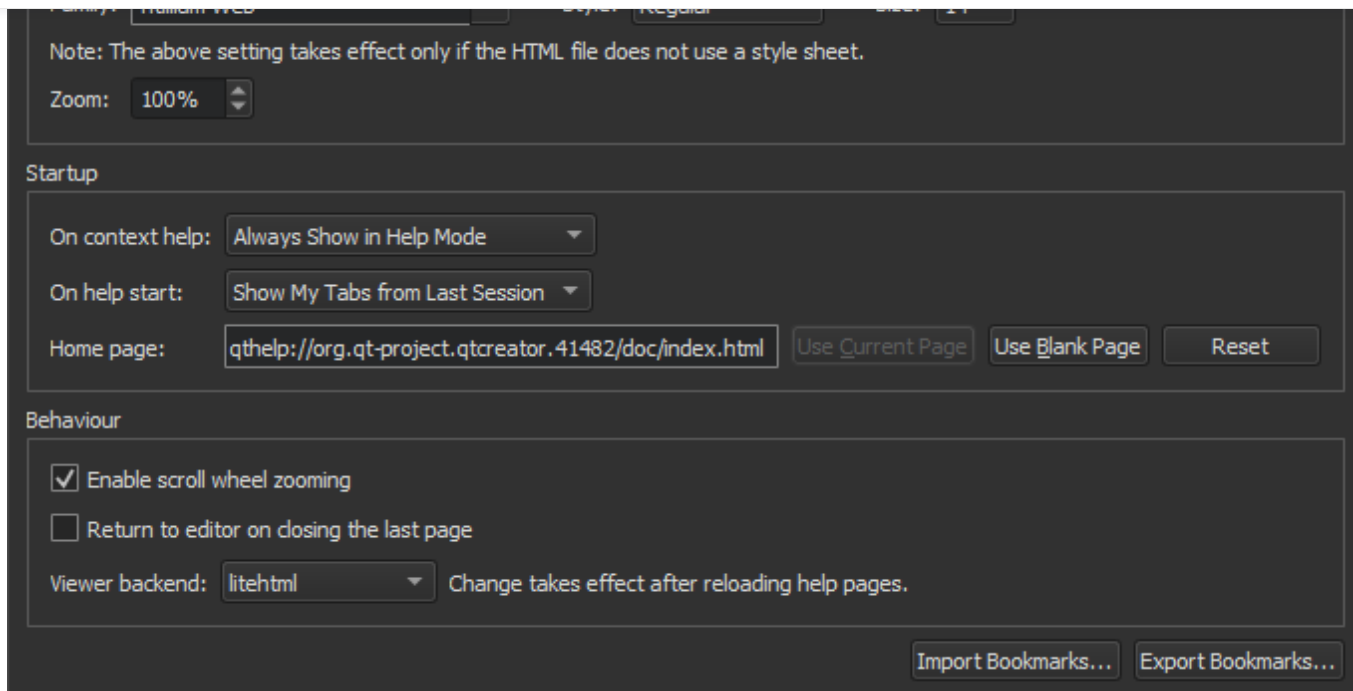 Note: The above setting takes effect only if the HTML file does not use a style sheet.
Zoom: 100%
Startup
On context help: Always Show in Help Mode
On help start: Show My Tabs from Last Session
Home page: qthelp://org.qt-project.qtcreator.41482/doc/index.html Use Current Page Use Blank Page Reset
Behaviour
Enable scroll wheel zooming
Return to editor on closing the last page
Viewer backend: litehtml Change takes effect after reloading help pages.
Import Bookmarks... Export Bookmarks...